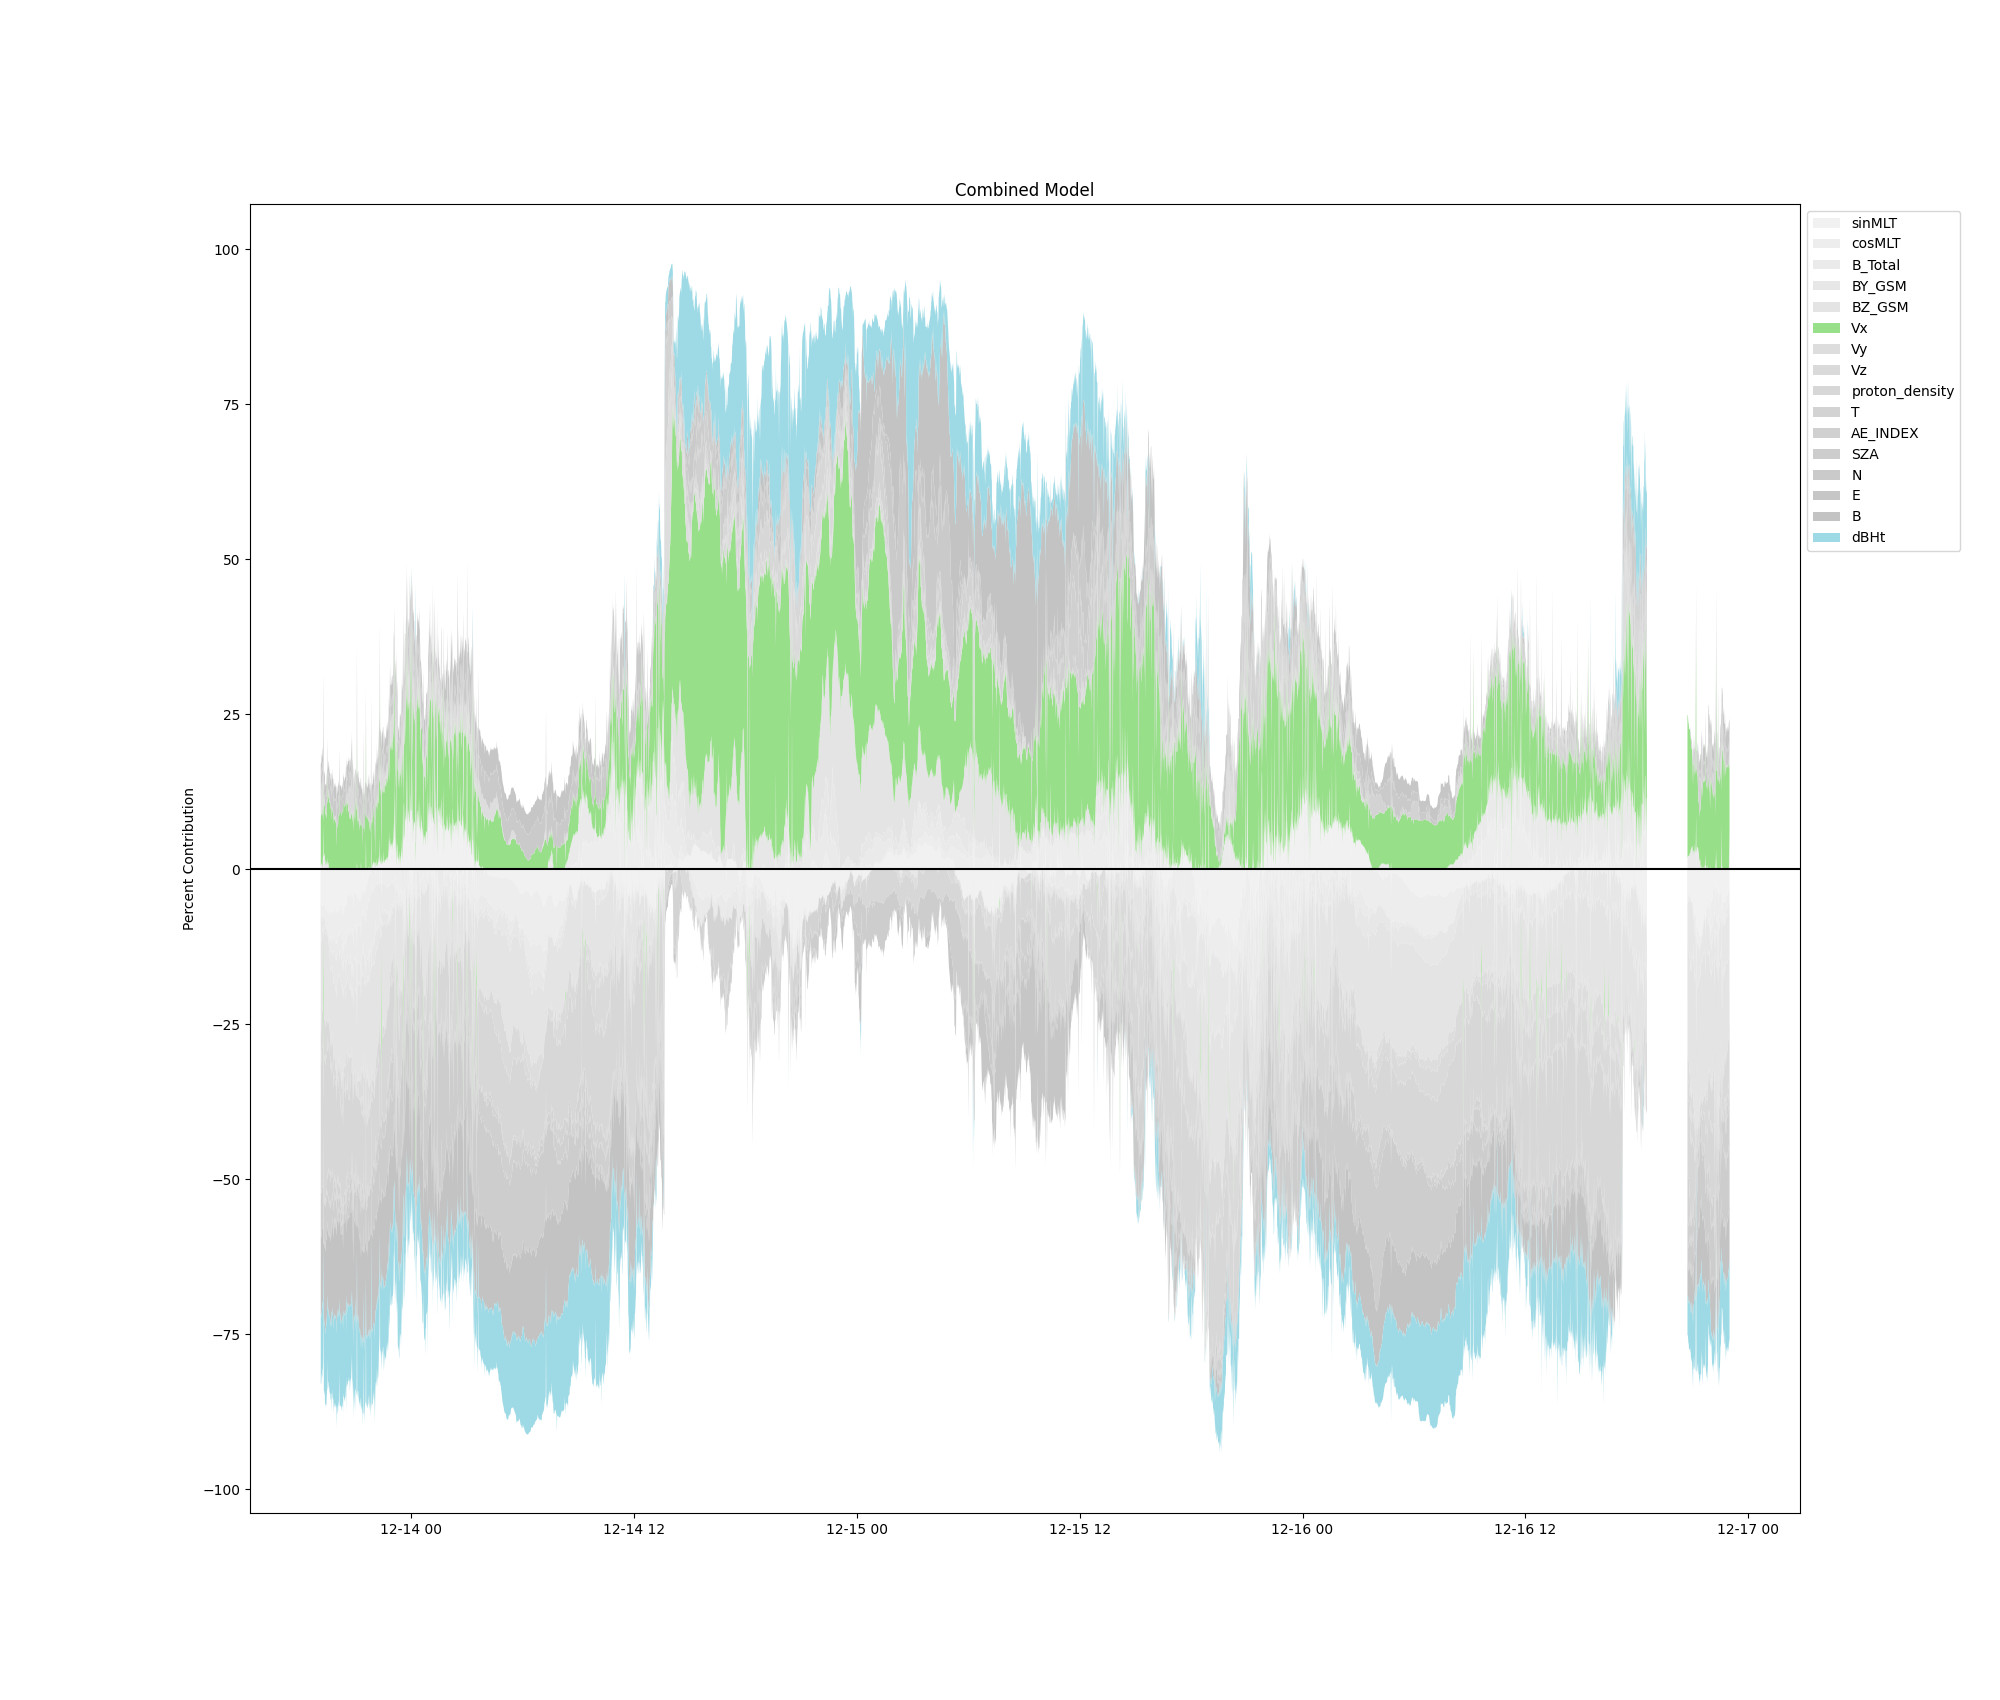 Combined Model
100
75
50
25
0
−25
−50
−75
−100
Percent Contribution
12-14 00
12-14 12
12-15 00
12-15 12
12-16 00
12-16 12
12-17 00
sinMLT
cosMLT
B_Total
BY_GSM
BZ_GSM
Vx
Vy
Vz
proton_density
T
AE_INDEX
SZA
N
E
B
dBHt